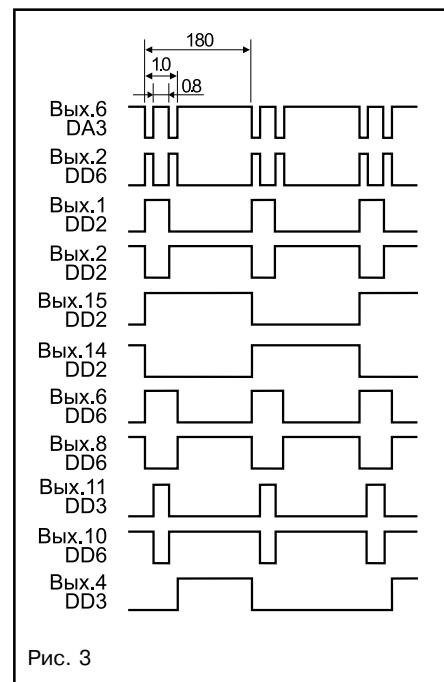 180
1.0
0.8
Вых.6
DA3
Вых.2
DD6
Вых.1
DD2
Вых.2
DD2
Вых.15
DD2
Вых.14
DD2
Вых.6
DD6
Вых.8
DD6
Вых.11
DD3
Вых.10
DD6
Вых.4
DD3
Рис. 3